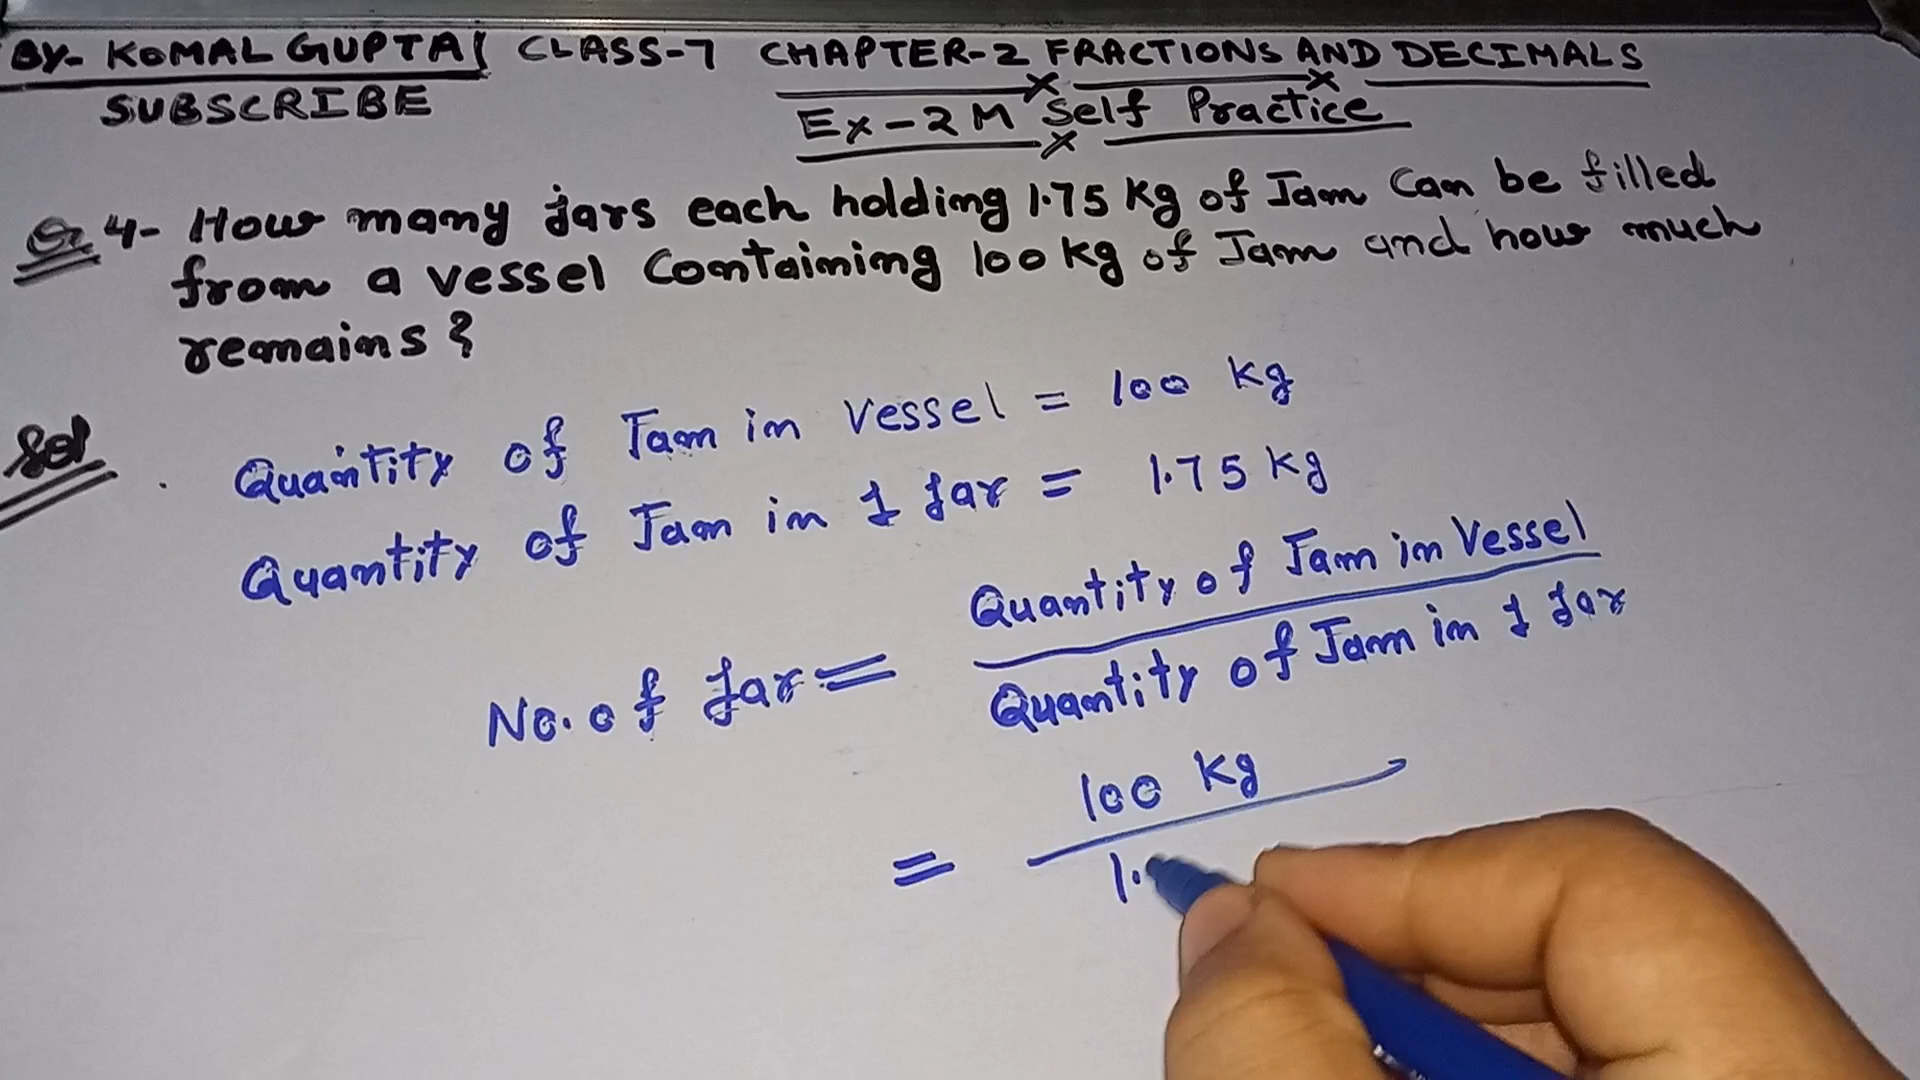 BY- KOMAL GUPTA CLASS-7 CHAPTER-2 FRACTIONS AND DECIMALS
SUBSCRIBE Ex-2M Self Practice
Q.4- How many jars each holding 1.75 Kg of Jam Can be filled
from a vessel Containing 100 Kg of Jam and how much
remains?
Sol
Quantity of Jam in Vessel = 100 Kg
Quantity of Jam in 1 Jar = 1.75 Kg
No. of Jar = Quantity of Jam in Vessel
Quantity of Jam in 1 Jar
= 100 Kg
1.